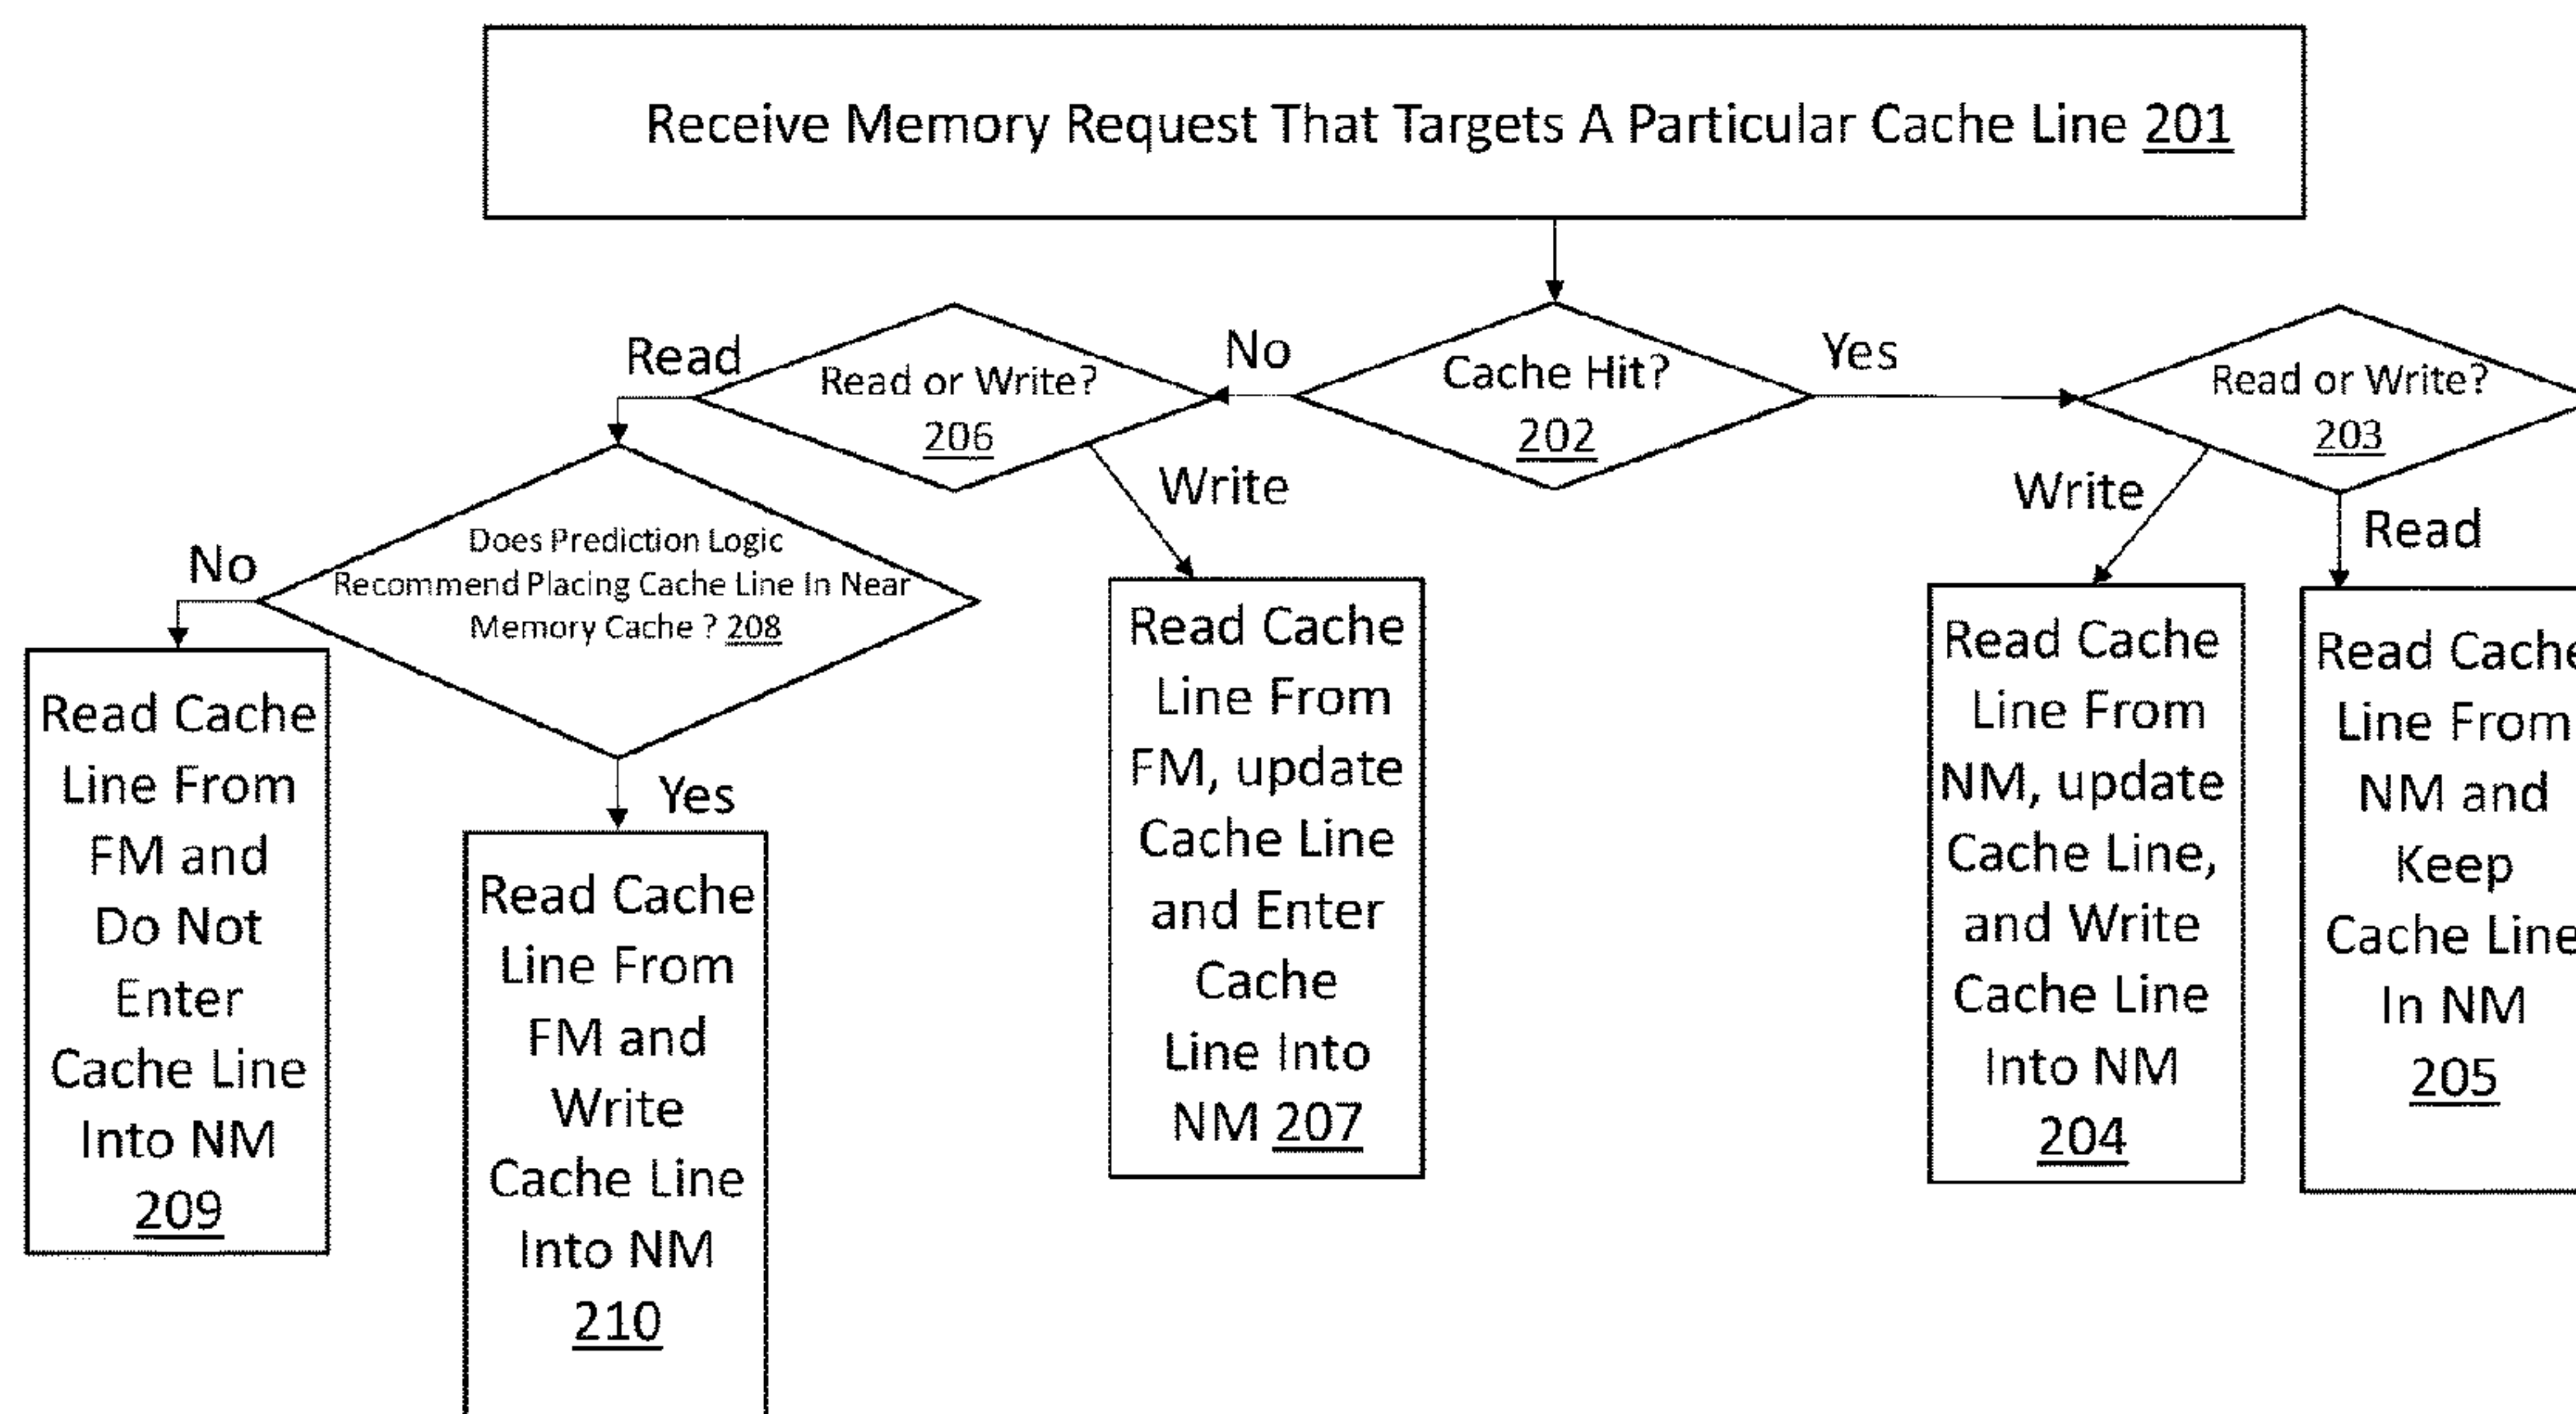 Receive Memory Request That Targets A Particular Cache Line 201
Read
Read or Write?
206
No
Cache Hit?
202
Yes
Read or Write?
203
Write
Write
Read
No
Does Prediction Logic
Recommend Placing Cache Line In Near
Memory Cache ? 208
Yes
Read Cache
Line From
FM and
Do Not
Enter
Cache Line
Into NM
209
Read Cache
Line From
FM and
Write
Cache Line
Into NM
210
Read Cache
Line From
FM, update
Cache Line
and Enter
Cache
Line Into
NM 207
Read Cache
Line From
NM, update
Cache Line,
and Write
Cache Line
Into NM
204
Read Cache
Line From
NM and
Keep
Cache Line
In NM
205